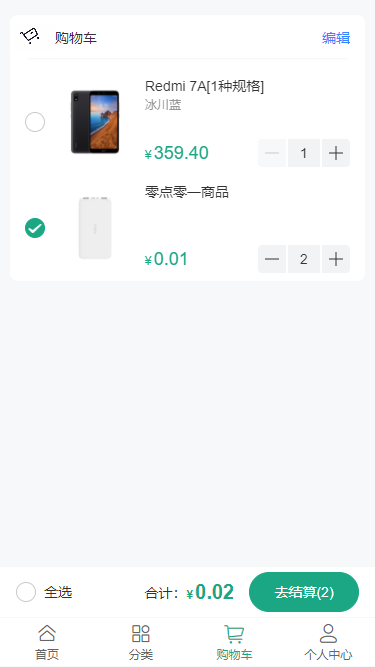 购物车
编辑
Redmi 7A[1种规格]
冰川蓝
¥359.40
1
零点零一商品
¥0.01
2
全选
合计：¥0.02
去结算(2)
首页
分类
购物车
个人中心